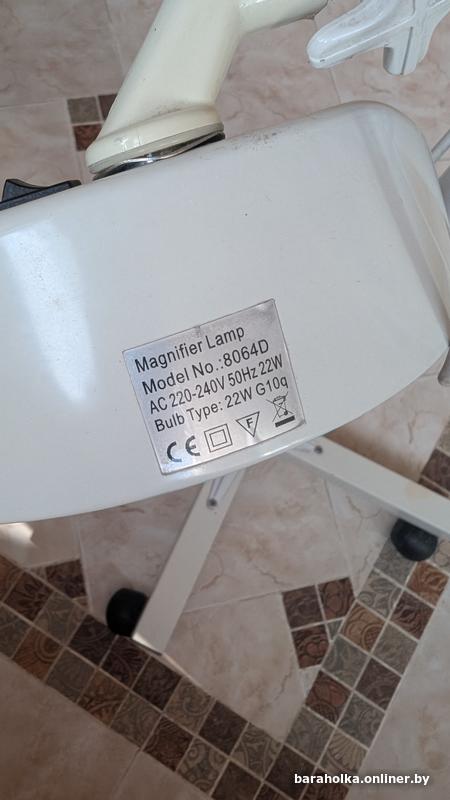 Magnifier Lamp
Model No.:8064D
AC 220-240V 50Hz 22W
Bulb Type: 22W G10q
CE F
baraholka.onliner.by